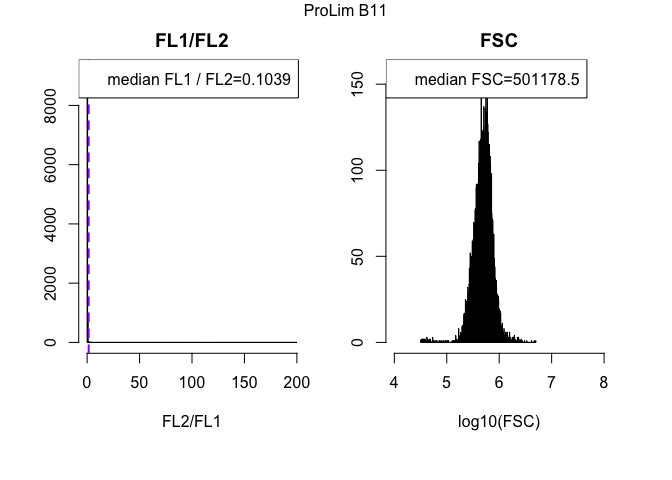 ProLim B11
FL1/FL2
median FL1 / FL2=0.1039
8000
6000
4000
2000
0
0 50 100 150 200
FL2/FL1
FSC
median FSC=501178.5
150
100
50
0
4 5 6 7 8
log10(FSC)